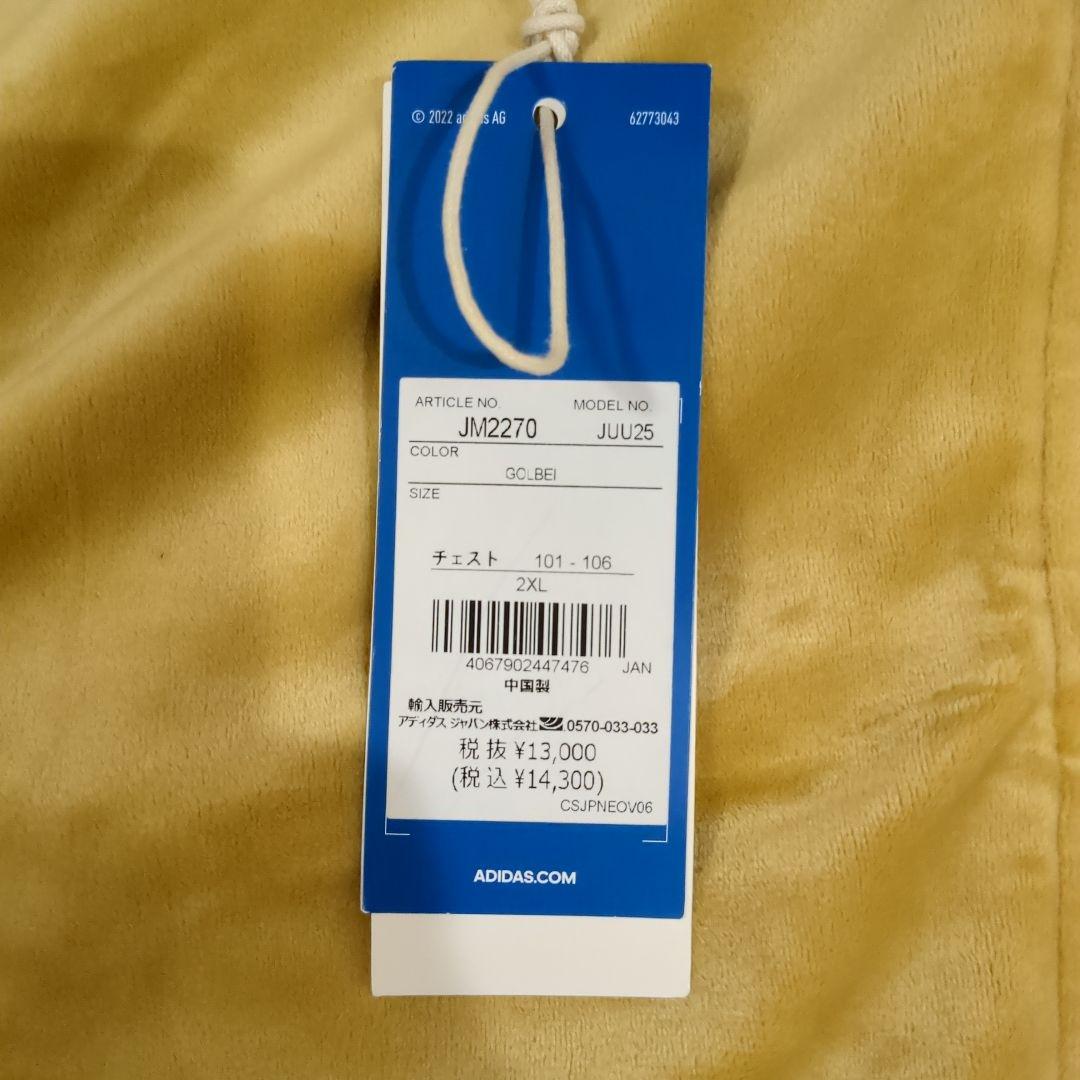 © 2022 adidas AG
62773043
ARTICLE NO.
MODEL NO.
JM2270
JUU25
COLOR
GOLBEI
SIZE
チェスト 101 - 106
2XL
4067902447476 JAN
中国製
輸入販売元
アディダス ジャパン株式会社 0570-033-033
税抜 ¥13,000
(税込 ¥14,300)
CSJPNEOV06
ADIDAS.COM